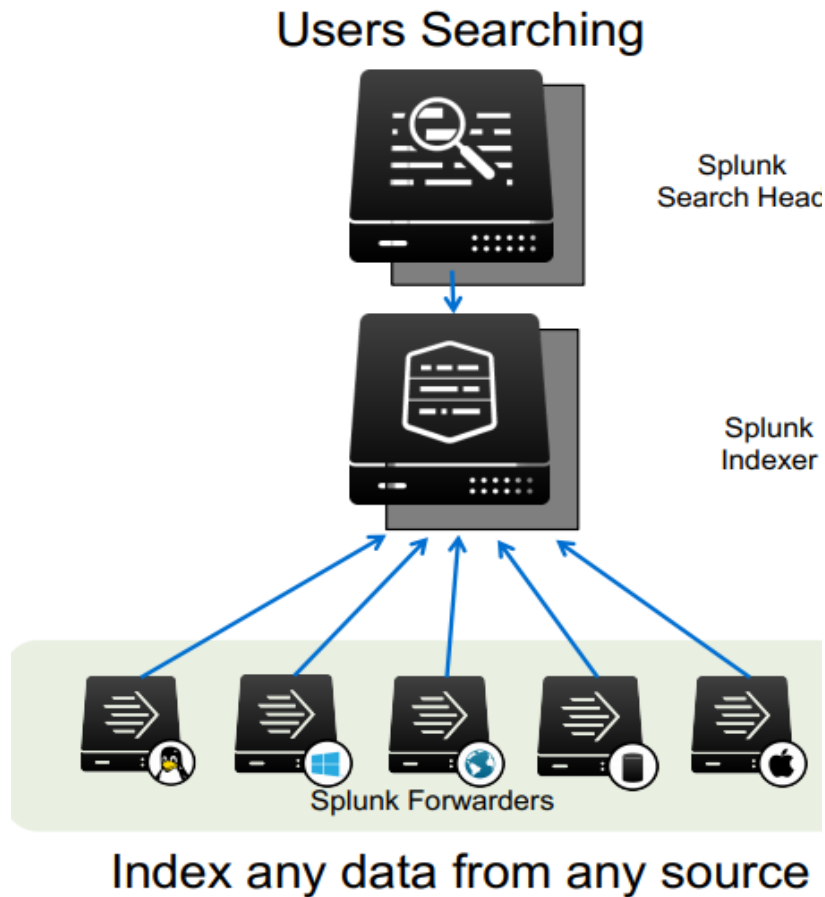 Users Searching
Splunk
Search Head
Splunk
Indexer
Splunk Forwarders
Index any data from any source